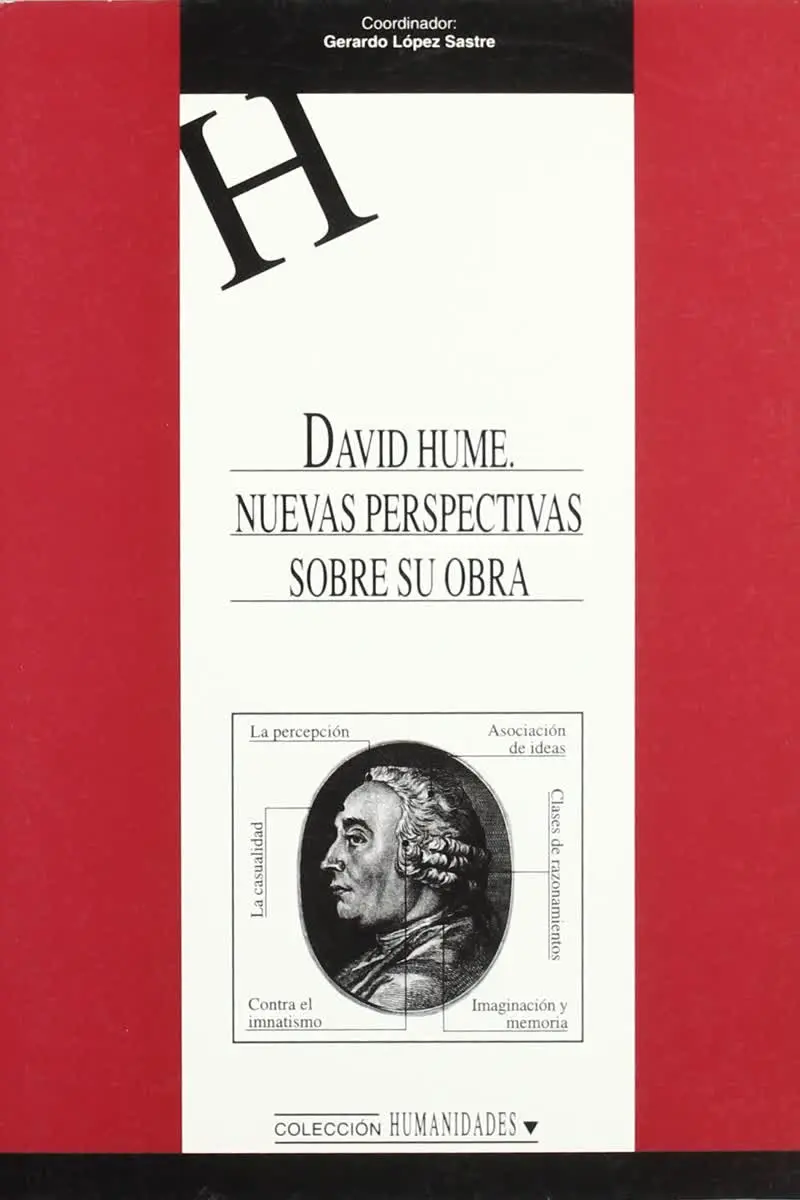 Coordinador:
Gerardo López Sastre
H
DAVID HUME.
NUEVAS PERSPECTIVAS
SOBRE SU OBRA
La percepción
Asociación
de ideas
La casualidad
Clases de razonamientos
Contra el
imnatismo
Imaginación y
memoria
COLECCIÓN HUMANIDADES